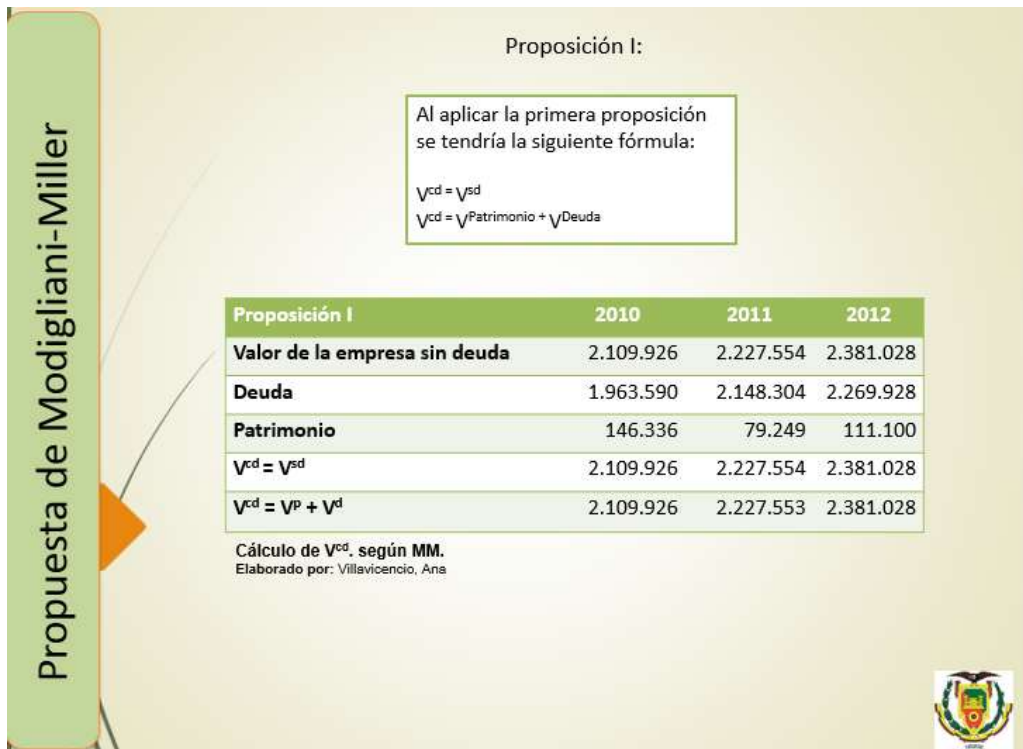 Propuesta de Modigliani-Miller
Proposición I:
Al aplicar la primera proposición
se tendría la siguiente fórmula:
Vcd = Vsd
Vcd = VPatrimonio + VDeuda
Proposición I 2010 2011 2012
Valor de la empresa sin deuda 2.109.926 2.227.554 2.381.028
Deuda 1.963.590 2.148.304 2.269.928
Patrimonio 146.336 79.249 111.100
Vcd = Vsd 2.109.926 2.227.554 2.381.028
Vcd = Vp + Vd 2.109.926 2.227.553 2.381.028
Cálculo de Vcd. según MM.
Elaborado por: Villavicencio, Ana